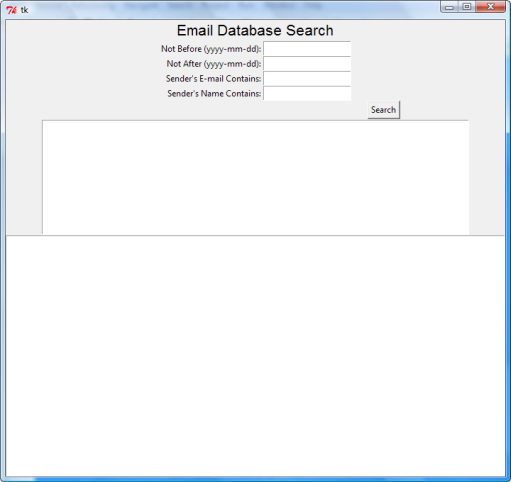 tk
Email Database Search
Not Before (yyyy-mm-dd):
Not After (yyyy-mm-dd):
Sender's E-mail Contains:
Sender's Name Contains:
Search